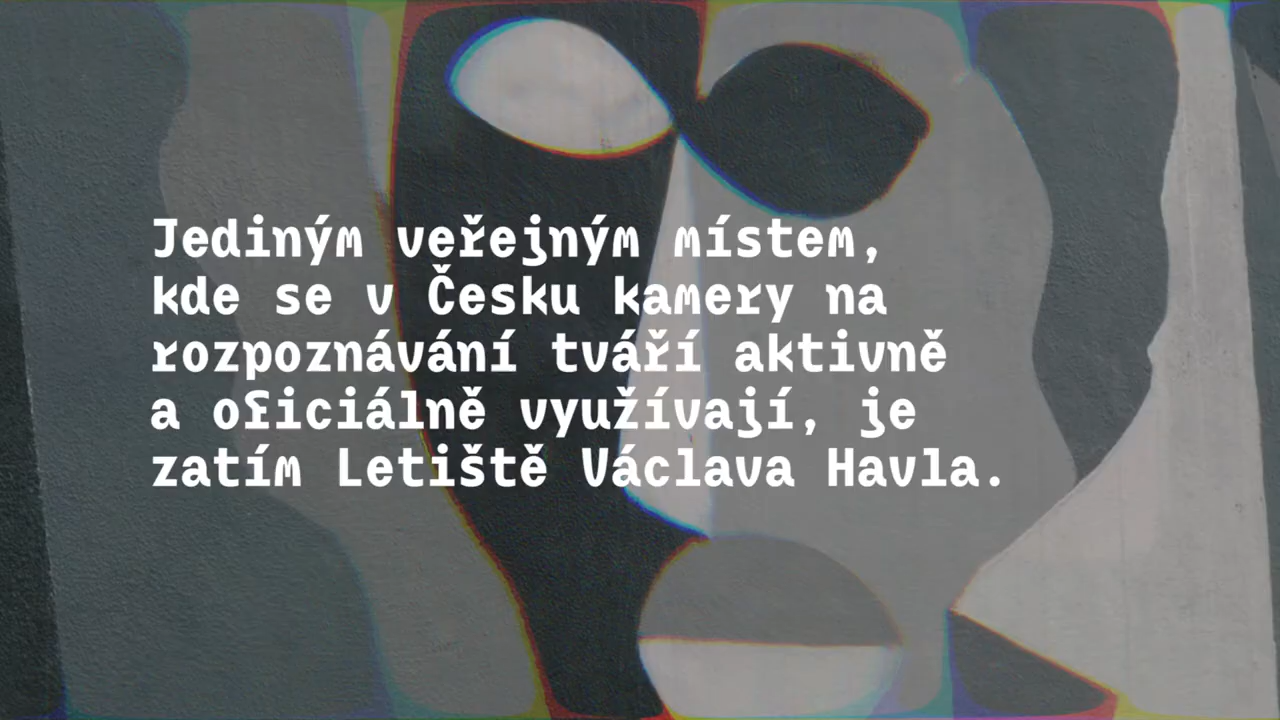 Jediným veřejným místem,
kde se v Česku kamery na
rozpoznávání tváří aktivně
a oficiálně využívají, je
zatím Letiště Václava Havla.